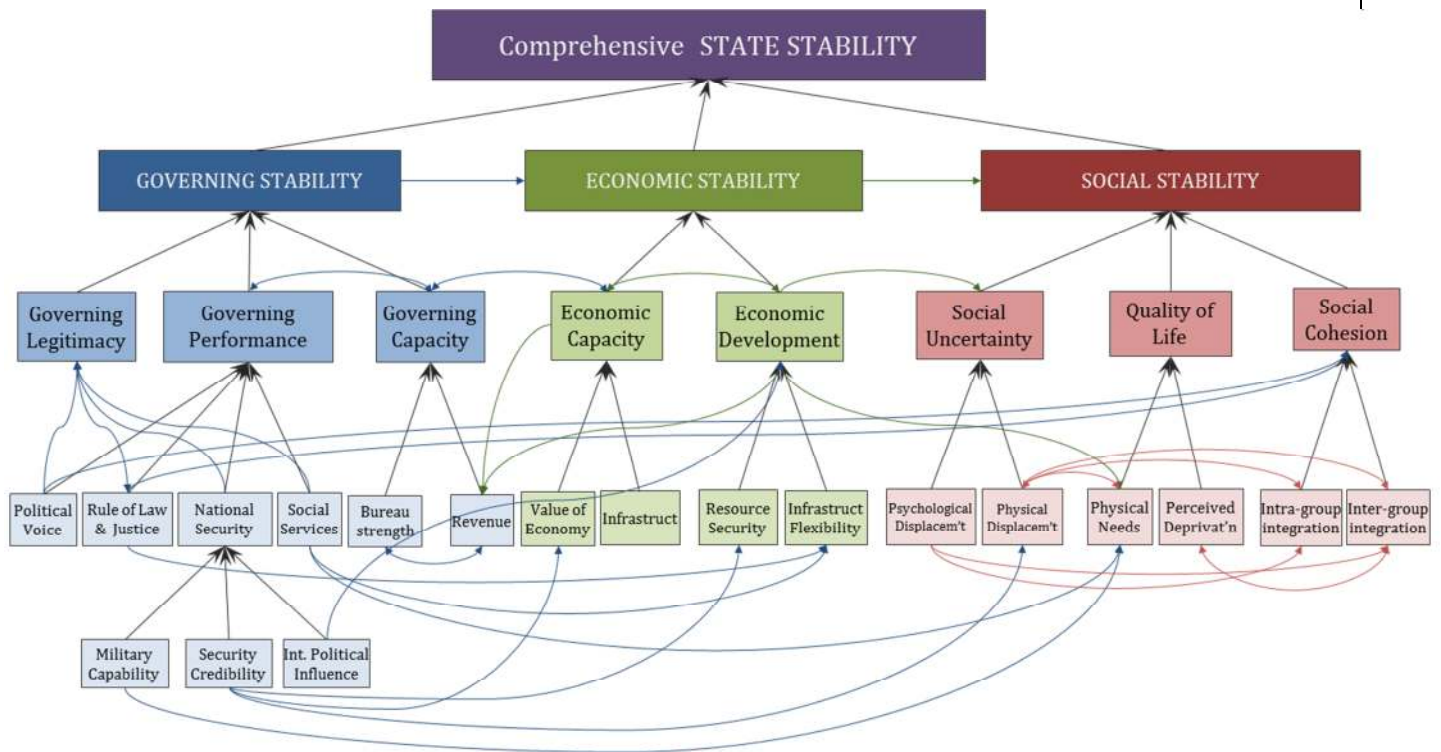 Comprehensive STATE STABILITY
GOVERNING STABILITY
ECONOMIC STABILITY
SOCIAL STABILITY
Governing
Legitimacy
Governing
Performance
Governing
Capacity
Economic
Capacity
Economic
Development
Social
Uncertainty
Quality of
Life
Social
Cohesion
Political
Voice
Rule of Law
& Justice
National
Security
Social
Services
Bureau
strength
Revenue
Value of
Economy
Infrastruct
Resource
Security
Infrastruct
Flexibility
Psychological
Displacem't
Physical
Displacem't
Physical
Needs
Perceived
Deprivat'n
Intra-group
integration
Inter-group
integration
Military
Capability
Security
Credibility
Int. Political
Influence